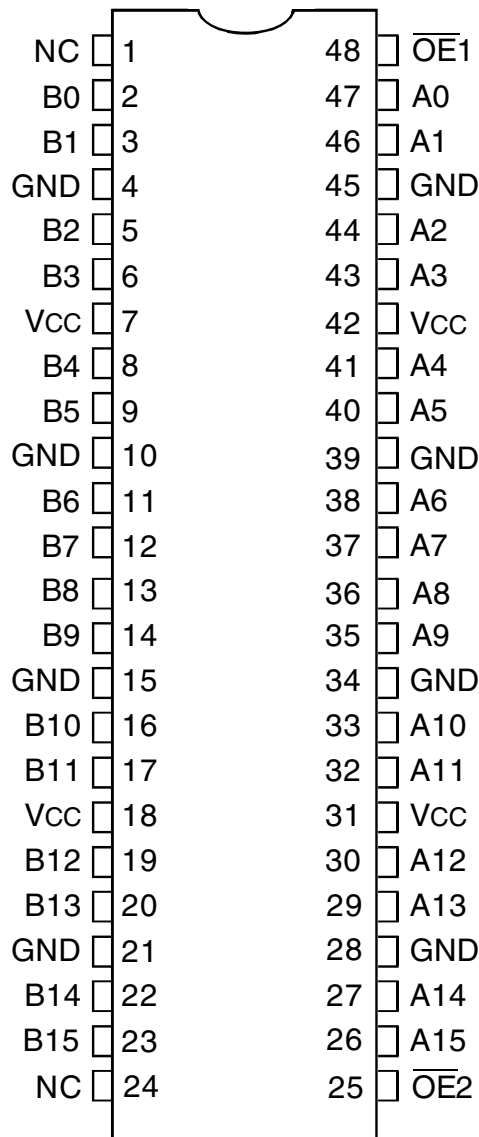 NC 1 48 O̅E̅1
B0 2 47 A0
B1 3 46 A1
GND 4 45 GND
B2 5 44 A2
B3 6 43 A3
VCC 7 42 VCC
B4 8 41 A4
B5 9 40 A5
GND 10 39 GND
B6 11 38 A6
B7 12 37 A7
B8 13 36 A8
B9 14 35 A9
GND 15 34 GND
B10 16 33 A10
B11 17 32 A11
VCC 18 31 VCC
B12 19 30 A12
B13 20 29 A13
GND 21 28 GND
B14 22 27 A14
B15 23 26 A15
NC 24 25 O̅E̅2